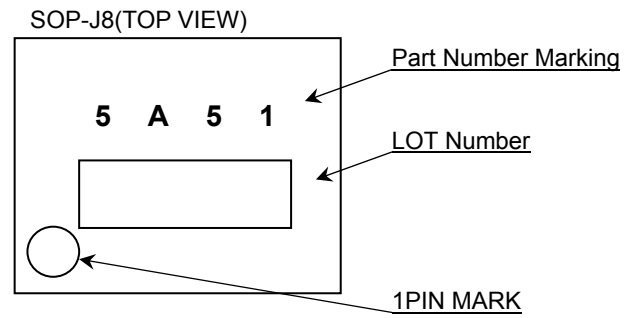 SOP-J8(TOP VIEW)
Part Number Marking
5 A 5 1
LOT Number
1PIN MARK